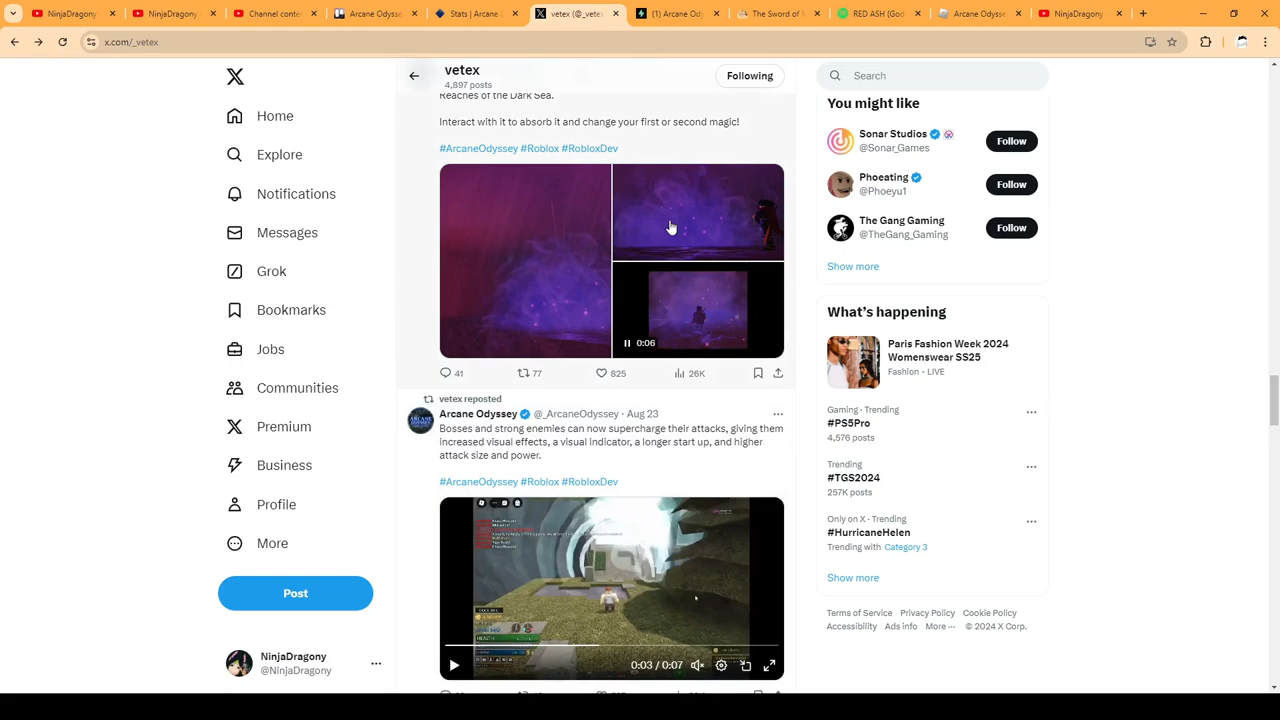 NinjaDragony
NinjaDragony
Channel conten
Arcane Odysse
Stats | Arcane
vetex (@_vetex
(1) Arcane Ody
The Sword of
RED ASH (God
Arcane Odysse
NinjaDragony
x.com/_vetex
Home
Explore
Notifications
Messages
Grok
Bookmarks
Jobs
Communities
Premium
Business
Profile
More
Post
NinjaDragony
@NinjaDragony
vetex
4,897 posts
Following
Reaches of the Dark Sea.
Interact with it to absorb it and change your first or second magic!
#ArcaneOdyssey #Roblox #RobloxDev
0:06
41
77
825
26K
vetex reposted
Arcane Odyssey @_ArcaneOdyssey · Aug 23
Bosses and strong enemies can now supercharge their attacks, giving them
increased visual effects, a visual indicator, a longer start up, and higher
attack size and power.
#ArcaneOdyssey #Roblox #RobloxDev
HEALTH
0:03 / 0:07
Search
You might like
Sonar Studios
@Sonar_Games
Follow
Phoeating
@Phoeyu1
Follow
The Gang Gaming
@TheGang_Gaming
Follow
Show more
What's happening
Paris Fashion Week 2024
Womenswear SS25
Fashion · LIVE
Gaming · Trending
#PS5Pro
4,576 posts
Trending
#TGS2024
257K posts
Only on X · Trending
#HurricaneHelen
Trending with Category 3
Show more
Terms of Service Privacy Policy Cookie Policy
Accessibility Ads info More ··· © 2024 X Corp.